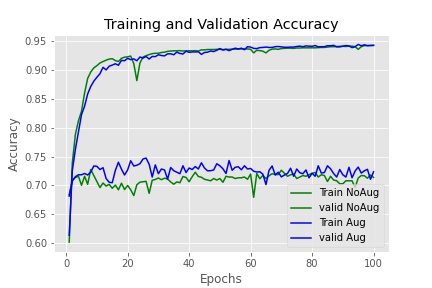 Training and Validation Accuracy
Accuracy
0.95
0.90
0.85
0.80
0.75
0.70
0.65
0.60
Train NoAug
valid NoAug
Train Aug
valid Aug
0 20 40 60 80 100
Epochs